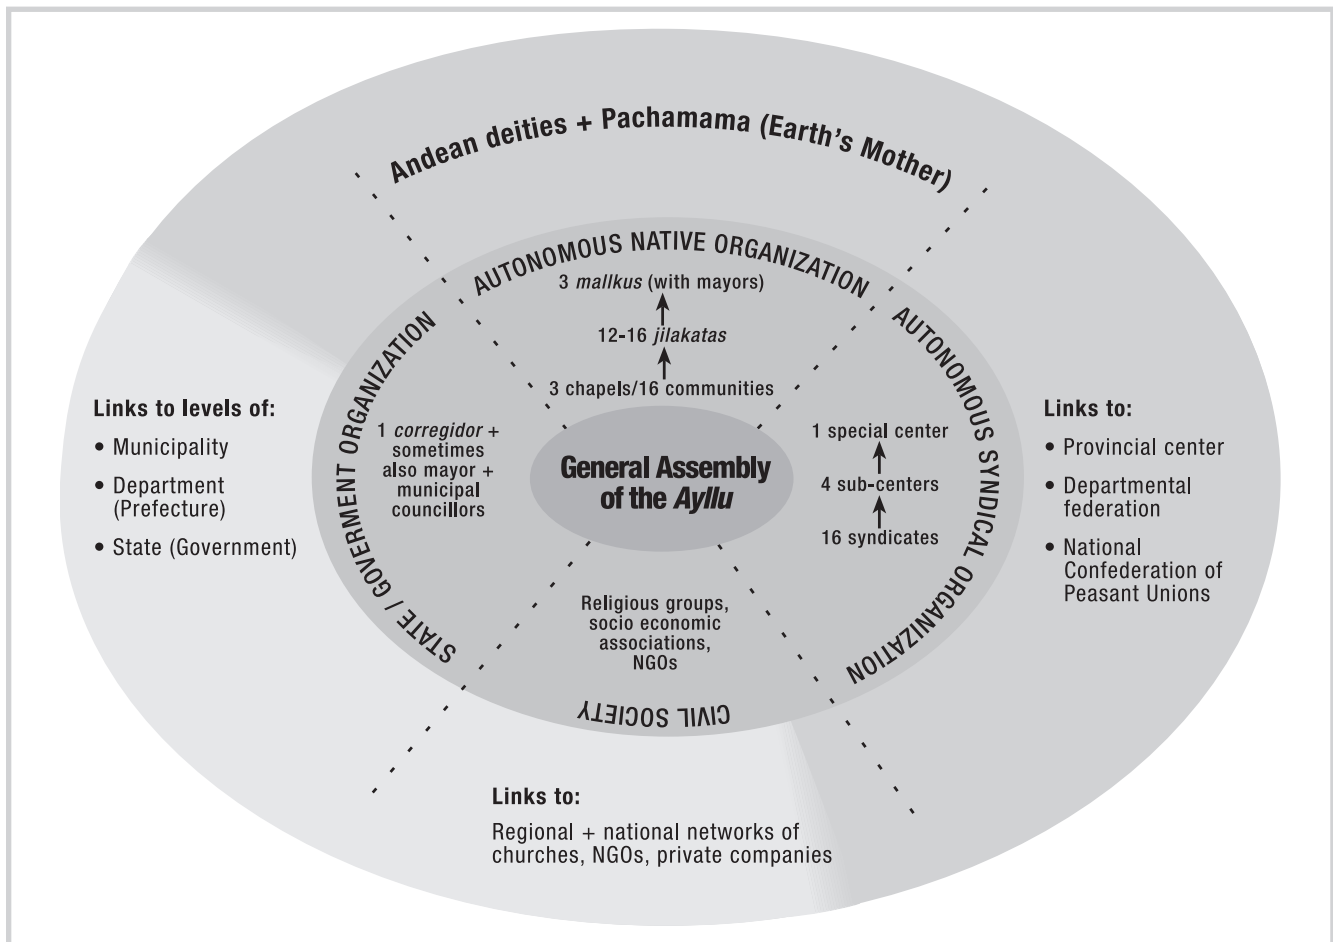 Andean deities + Pachamama (Earth's Mother)
AUTONOMOUS NATIVE ORGANIZATION
3 mallkus (with mayors)
12-16 jilakatas
3 chapels/16 communities
STATE / GOVERMENT ORGANIZATION
1 corregidor +
sometimes
also mayor +
municipal
councillors
General Assembly
of the Ayllu
AUTONOMOUS SYNDICAL ORGANIZATION
1 special center
4 sub-centers
16 syndicates
Religious groups,
socio economic
associations,
NGOs
CIVIL SOCIETY
Links to levels of:
• Municipality
• Department
(Prefecture)
• State (Government)
Links to:
• Provincial center
• Departmental
federation
• National
Confederation of
Peasant Unions
Links to:
Regional + national networks of
churches, NGOs, private companies